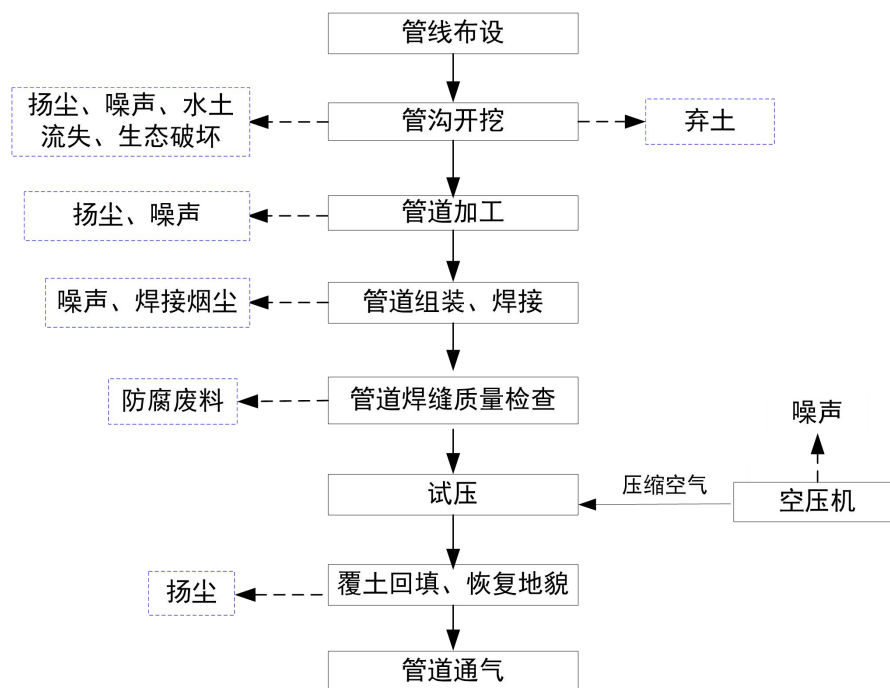 管线布设
扬尘、噪声、水土
流失、生态破坏
管沟开挖
弃土
扬尘、噪声
管道加工
噪声、焊接烟尘
管道组装、焊接
防腐废料
管道焊缝质量检查
噪声
试压
压缩空气
空压机
扬尘
覆土回填、恢复地貌
管道通气